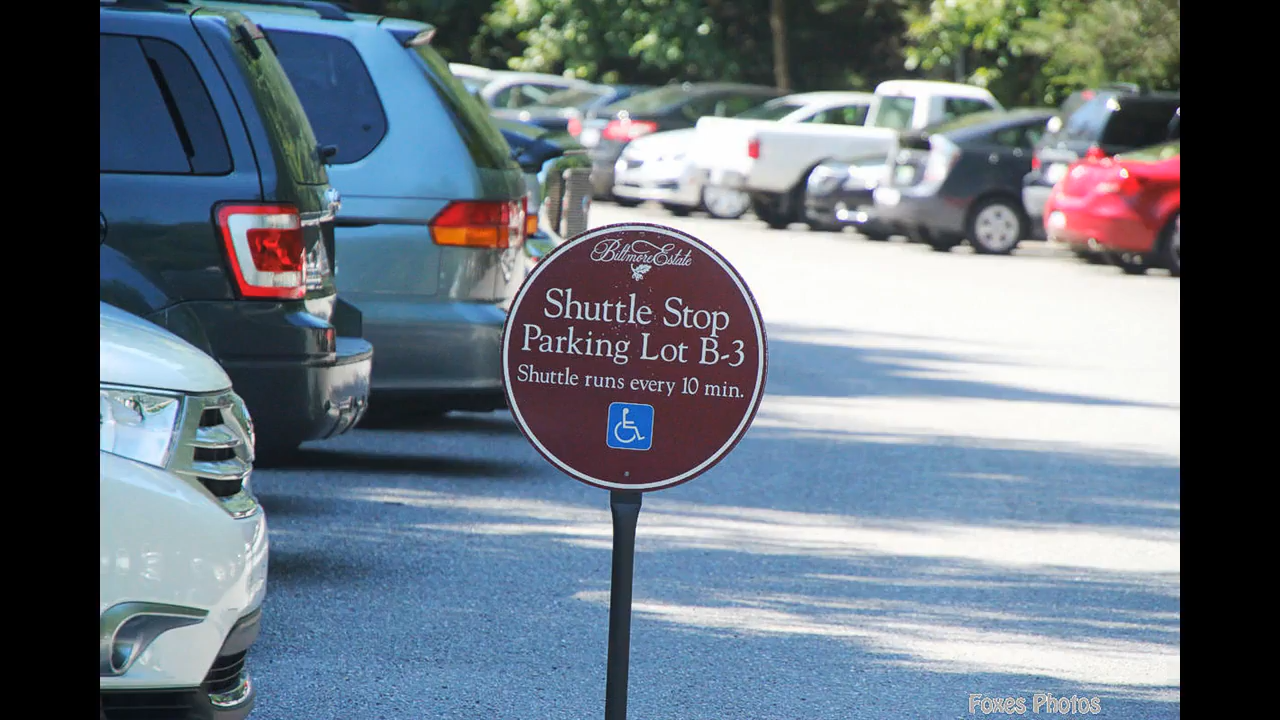 Biltmore Estate
Shuttle Stop
Parking Lot B-3
Shuttle runs every 10 min.
Foxes Photos